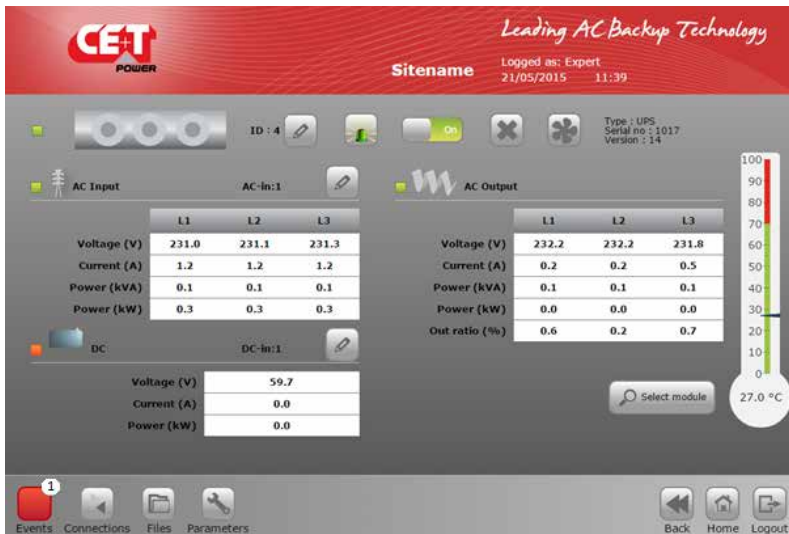 CE+T
POWER
Leading AC Backup Technology
Sitename
Logged as: Expert
21/05/2015 11:39
ID : 4
On
Type : UPS
Serial no : 1017
Version : 14
AC Input AC-in:1
L1 L2 L3
Voltage (V) 231.0 231.1 231.3
Current (A) 1.2 1.2 1.2
Power (kVA) 0.1 0.1 0.1
Power (kW) 0.3 0.3 0.3
DC DC-in:1
Voltage (V) 59.7
Current (A) 0.0
Power (kW) 0.0
AC Output
L1 L2 L3
Voltage (V) 232.2 232.2 231.8
Current (A) 0.2 0.2 0.5
Power (kVA) 0.1 0.1 0.1
Power (kW) 0.0 0.0 0.0
Out ratio (%) 0.6 0.2 0.7
Select module
100
90
80
70
60
50
40
30
20
10
0
27.0 °C
1
Events Connections Files Parameters
Back Home Logout